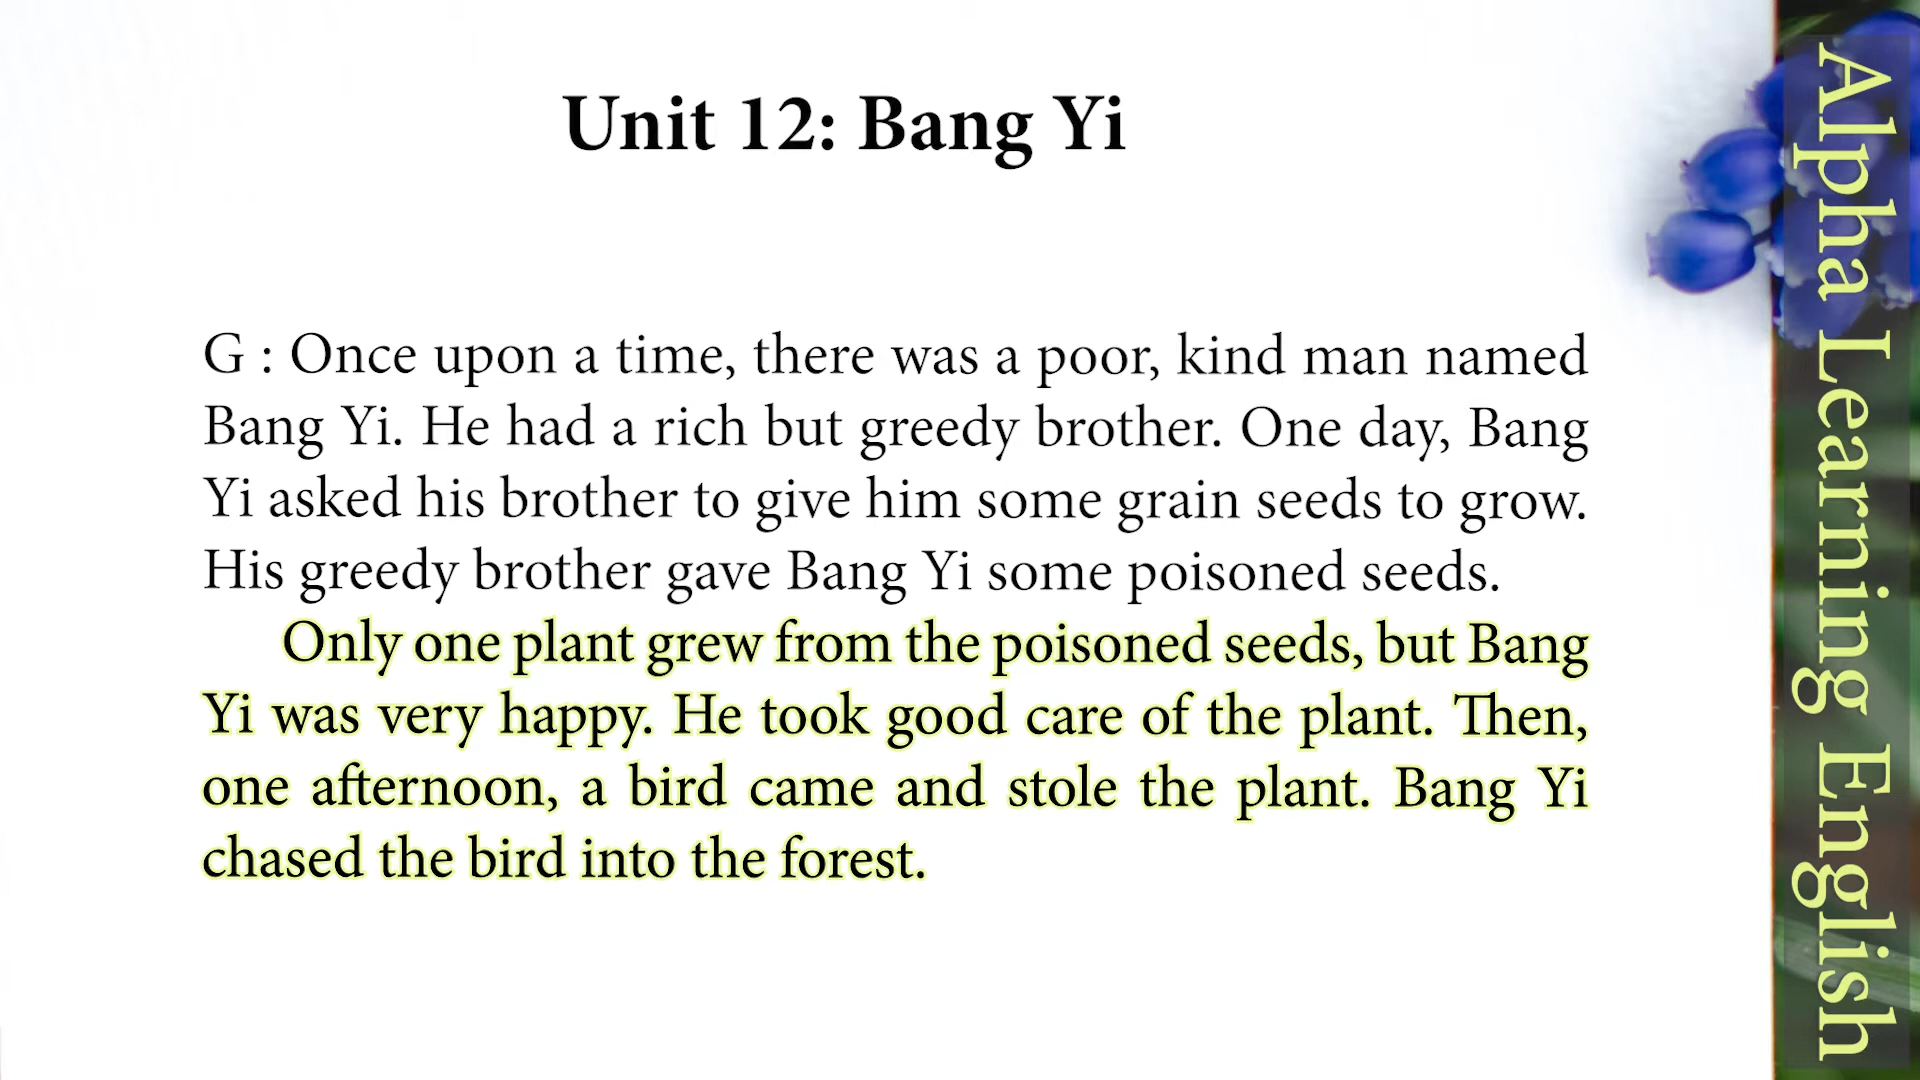 Unit 12: Bang Yi
G : Once upon a time, there was a poor, kind man named
Bang Yi. He had a rich but greedy brother. One day, Bang
Yi asked his brother to give him some grain seeds to grow.
His greedy brother gave Bang Yi some poisoned seeds.
Only one plant grew from the poisoned seeds, but Bang
Yi was very happy. He took good care of the plant. Then,
one afternoon, a bird came and stole the plant. Bang Yi
chased the bird into the forest.
Alpha Learning English